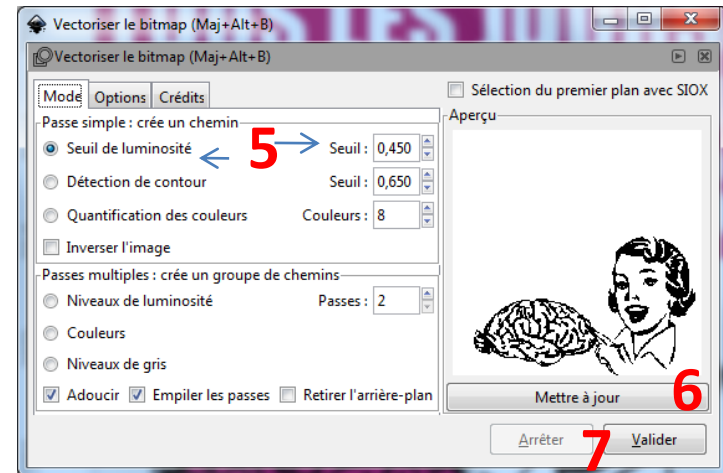 Vectoriser le bitmap (Maj+Alt+B)
Vectoriser le bitmap (Maj+Alt+B)
Mode Options Crédits
Sélection du premier plan avec SIOX
Passe simple : crée un chemin
Aperçu
Seuil de luminosité 5 Seuil : 0,450
Détection de contour Seuil : 0,650
Quantification des couleurs Couleurs : 8
Inverser l'image
Passes multiples : crée un groupe de chemins
Niveaux de luminosité Passes : 2
Couleurs
Niveaux de gris
Adoucir Empiler les passes Retirer l'arrière-plan
Mettre à jour 6
Arrêter 7 Valider